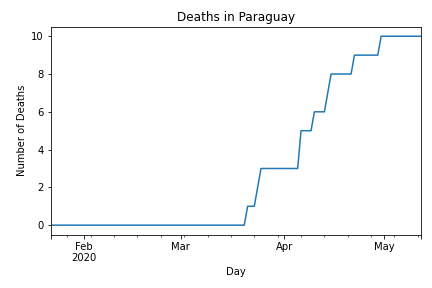 Deaths in Paraguay
10
8
6
4
2
0
Number of Deaths
Feb
2020
Mar
Apr
May
Day